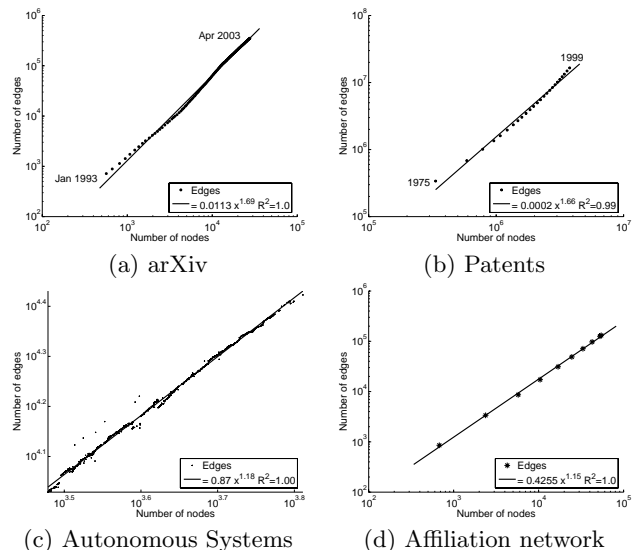 10^6
10^5
10^4
10^3
10^2
10^2
10^3
10^4
10^5
Number of edges
Number of nodes
Apr 2003
Jan 1993
Edges
= 0.0113 x^1.69 R^2=1.0
(a) arXiv
10^8
10^7
10^6
10^5
10^5
10^6
10^7
Number of edges
Number of nodes
1999
1975
Edges
= 0.0002 x^1.66 R^2=0.99
(b) Patents
10^4.4
10^4.3
10^4.2
10^4.1
10^3.5
10^3.6
10^3.7
10^3.8
Number of edges
Number of nodes
Edges
= 0.87 x^1.18 R^2=1.00
(c) Autonomous Systems
10^6
10^5
10^4
10^3
10^2
10^2
10^3
10^4
10^5
Number of edges
Number of nodes
Edges
= 0.4255 x^1.15 R^2=1.0
(d) Affiliation network